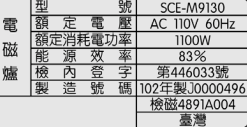 電磁爐
型號 SCE-M9130
額定電壓 AC 110V 60Hz
額定消耗電功率 1100W
能源效率 83%
檢內登字 第446033號
製造號碼 102年製J0000496
檢磁4891A004
臺灣